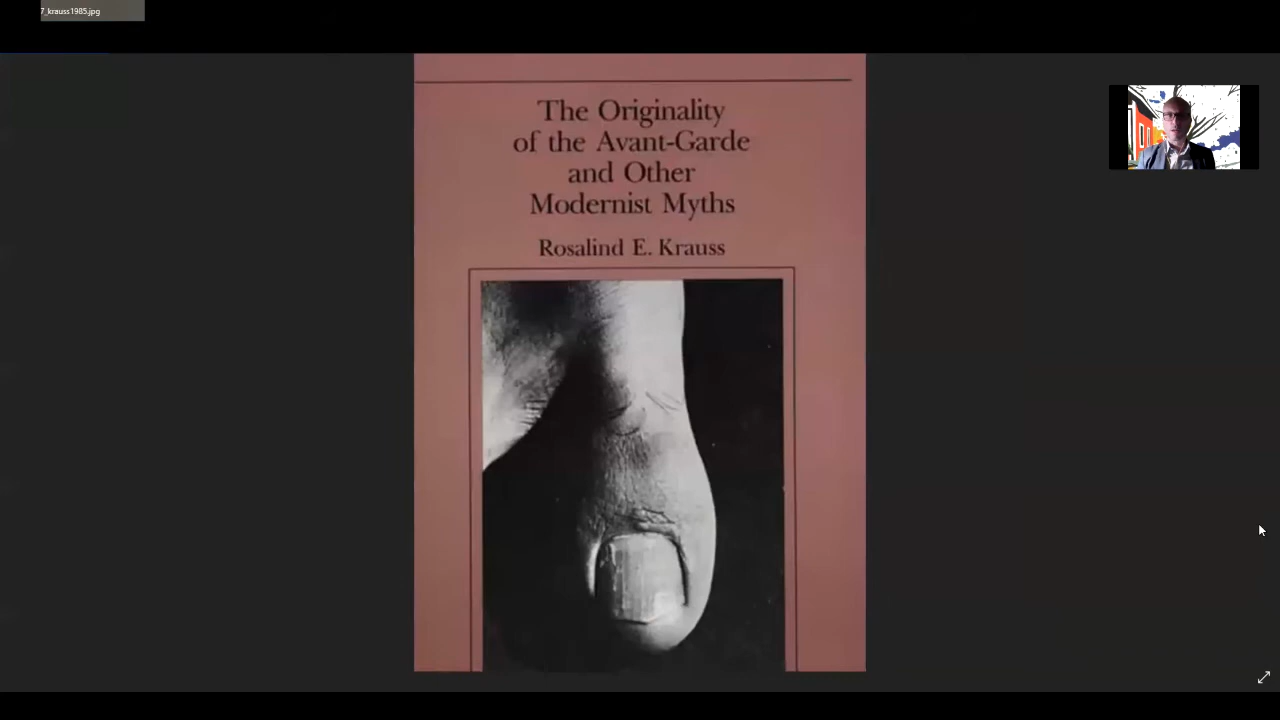 7_krauss1985.jpg
The Originality
of the Avant-Garde
and Other
Modernist Myths
Rosalind E. Krauss